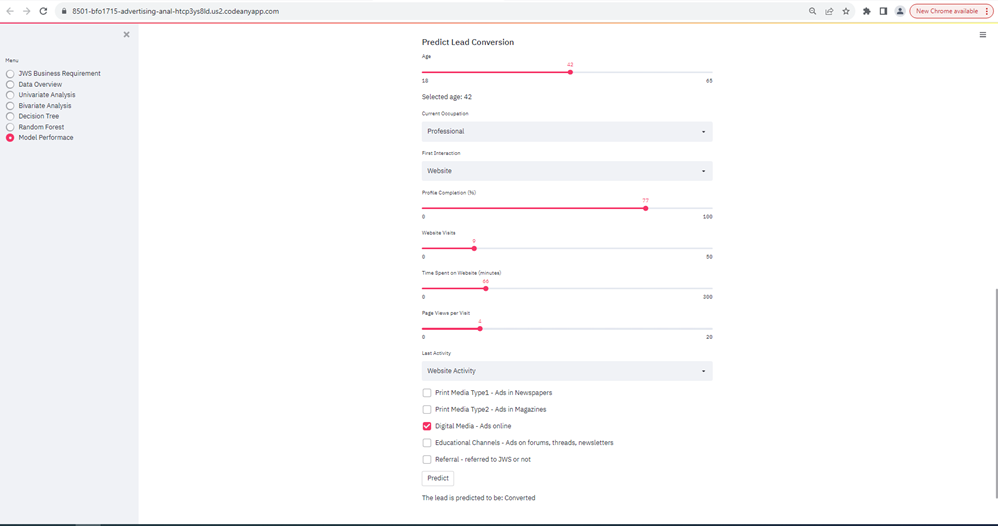 8501-bfo1715-advertising-anal-htcp3ys8ld.us2.codeanyapp.com
New Chrome available
Menu
JWS Business Requirement
Data Overview
Univariate Analysis
Bivariate Analysis
Decision Tree
Random Forest
Model Performace
Predict Lead Conversion
Age
42
18 65
Selected age: 42
Current Occupation
Professional
First Interaction
Website
Profile Completion (%)
77
0 100
Website Visits
9
0 50
Time Spent on Website (minutes)
66
0 300
Page Views per Visit
4
0 20
Last Activity
Website Activity
Print Media Type1 - Ads in Newspapers
Print Media Type2 - Ads in Magazines
Digital Media - Ads online
Educational Channels - Ads on forums, threads, newsletters
Referral - referred to JWS or not
Predict
The lead is predicted to be: Converted